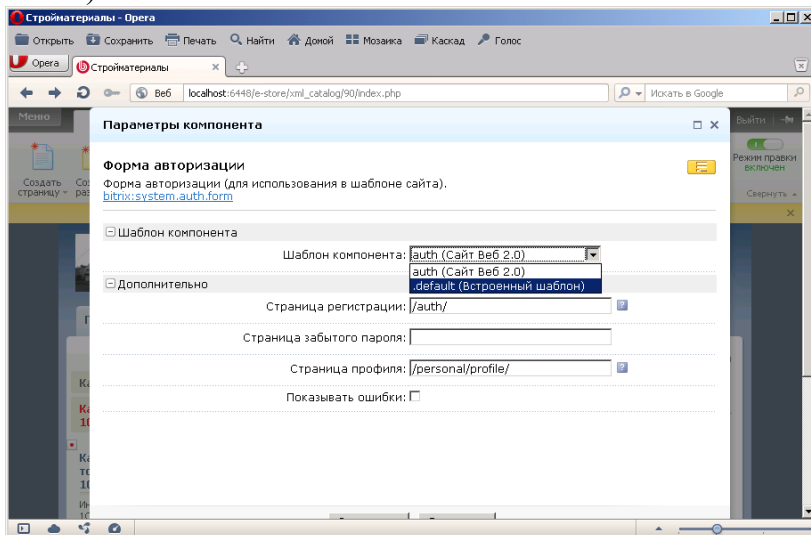 Стройматериалы - Opera
Открыть Сохранить Печать Найти Домой Мозаика Каскад Голос
Opera Стройматериалы
Веб localhost:6448/e-store/xml_catalog/90/index.php Искать в Google
Меню Параметры компонента Выйти
Форма авторизации
Форма авторизации (для использования в шаблоне сайта).
bitrix:system.auth.form
Создать страницу
Режим правки включен
Свернуть
Шаблон компонента
Шаблон компонента: auth (Сайт Веб 2.0)
auth (Сайт Веб 2.0)
.default (Встроенный шаблон)
Дополнительно
Страница регистрации: /auth/
Страница забытого пароля:
Страница профиля: /personal/profile/
Показывать ошибки: